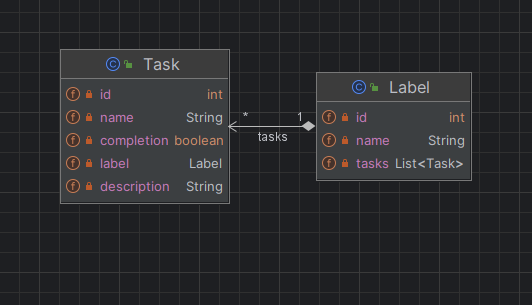 Task
id int
name String
completion boolean
label Label
description String
* 1
tasks
Label
id int
name String
tasks List<Task>